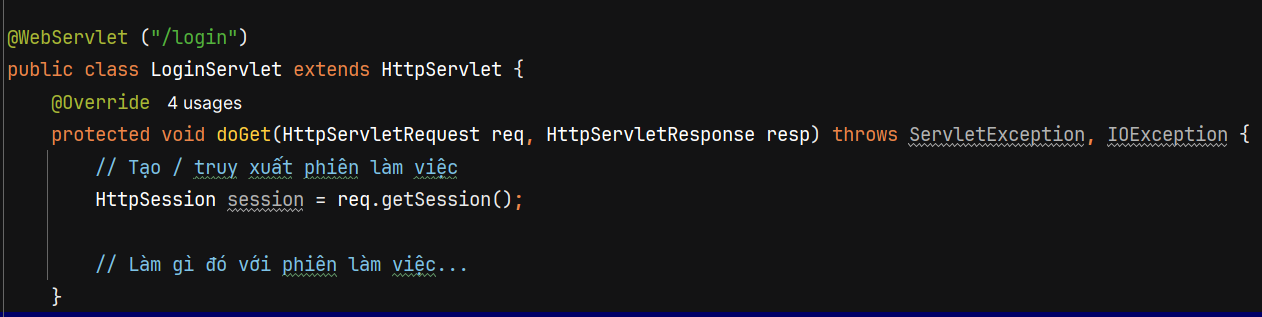 @WebServlet ("/login")
public class LoginServlet extends HttpServlet {
@Override 4 usages
protected void doGet(HttpServletRequest req, HttpServletResponse resp) throws ServletException, IOException {
// Tạo / truy xuất phiên làm việc
HttpSession session = req.getSession();
// Làm gì đó với phiên làm việc...
}